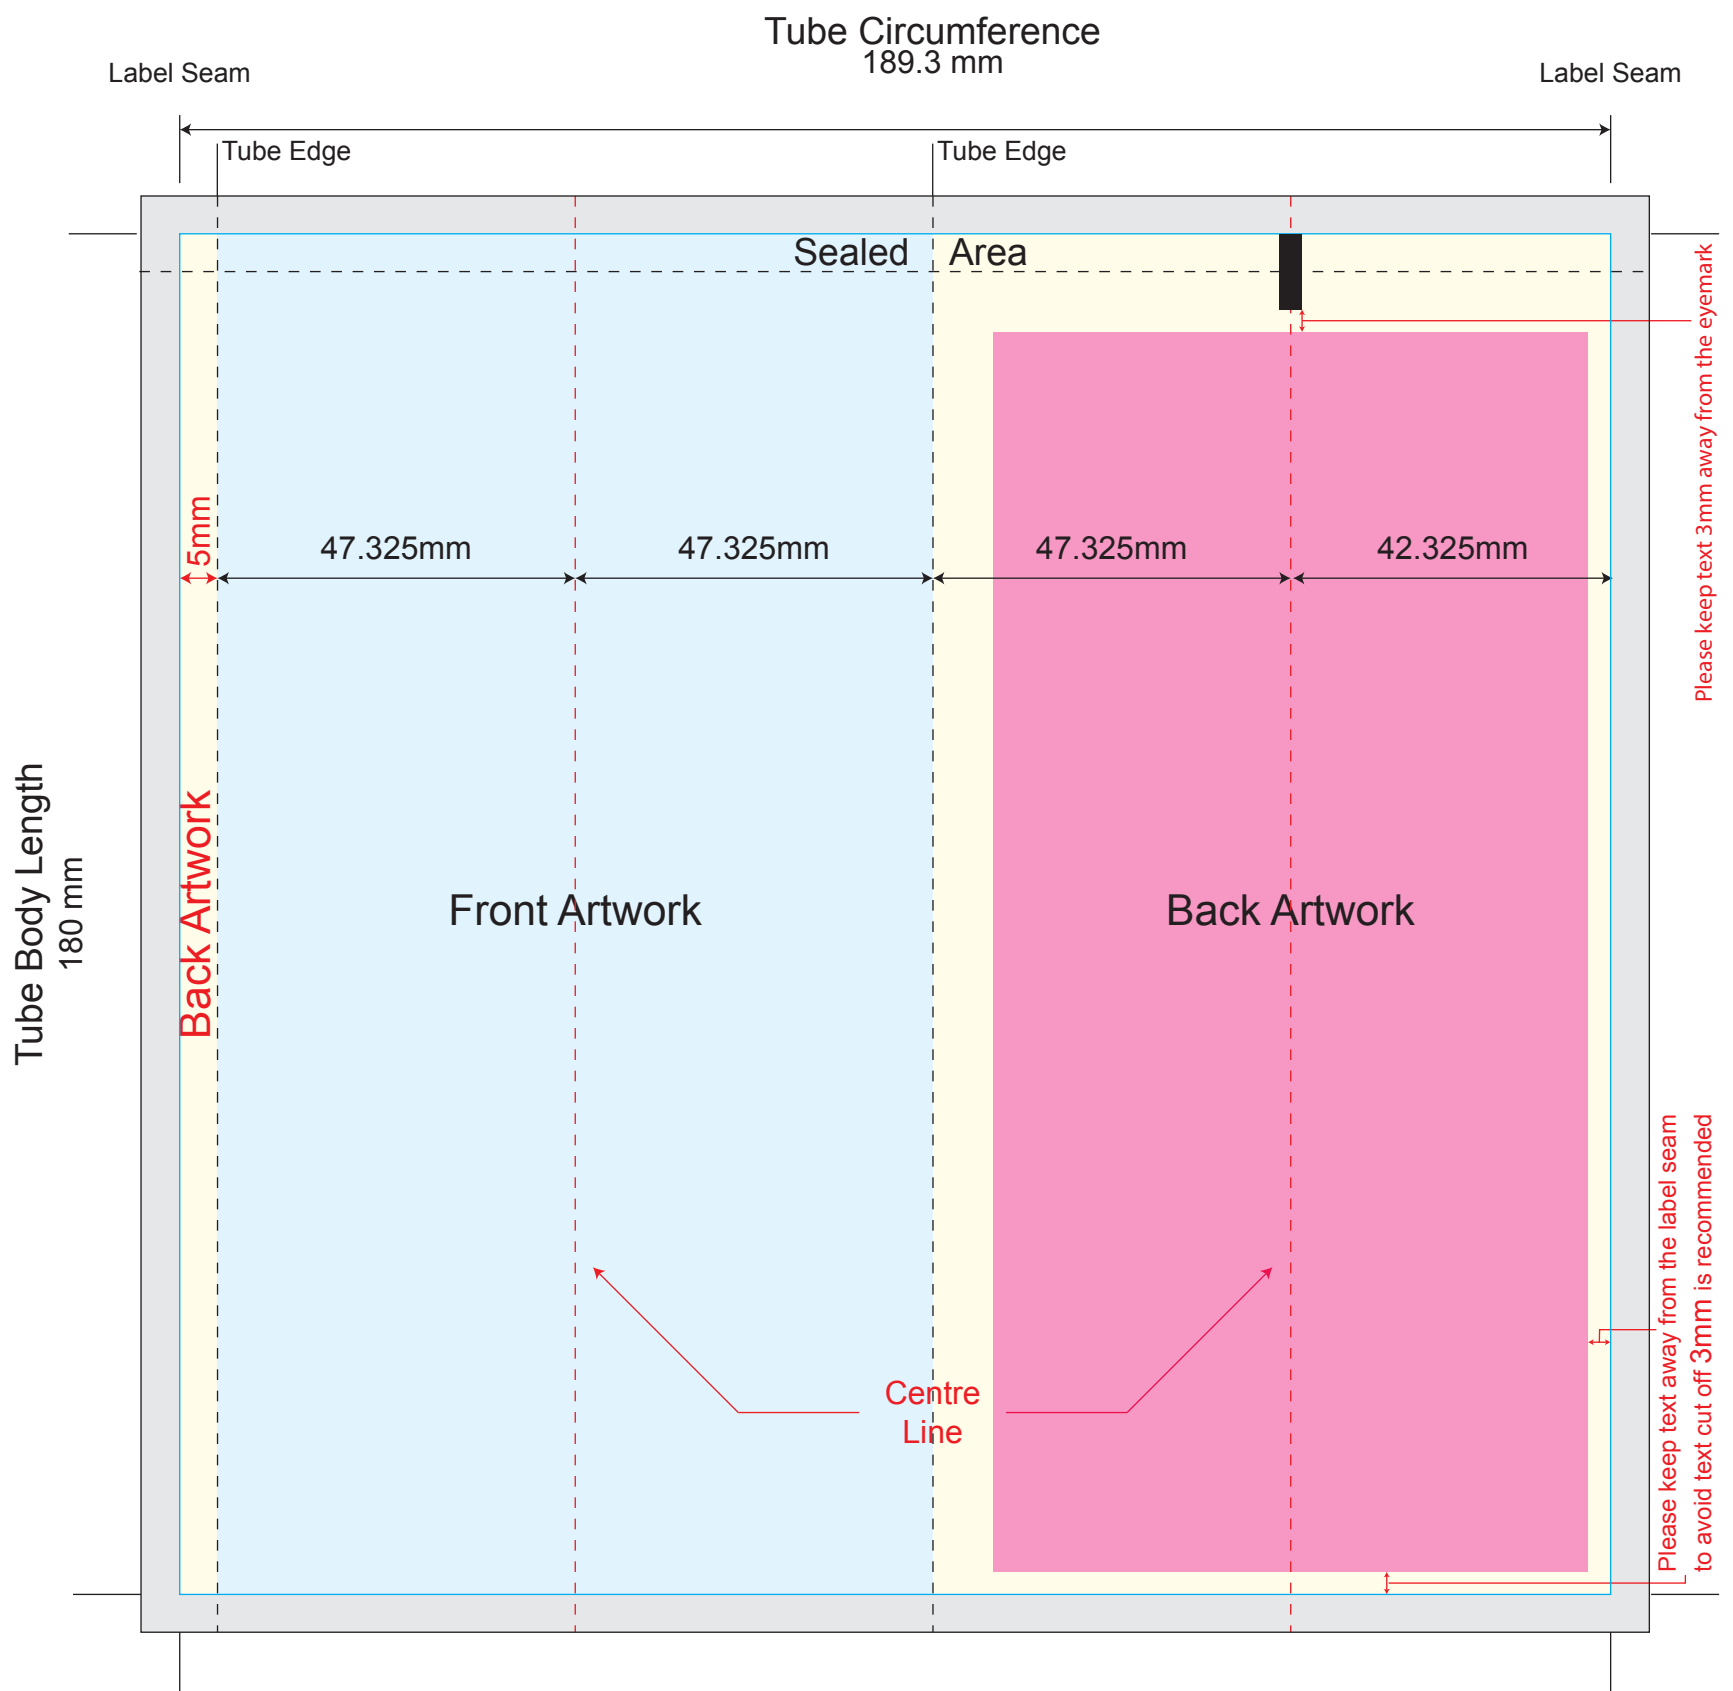 Tube Circumference
189.3 mm
Label Seam
Label Seam
Tube Edge
Tube Edge
Sealed Area
Please keep text 3mm away from the eyemark
5mm
47.325mm
47.325mm
47.325mm
42.325mm
Tube Body Length
180 mm
Back Artwork
Front Artwork
Back Artwork
Centre
Line
Please keep text away from the label seam
to avoid text cut off 3mm is recommended